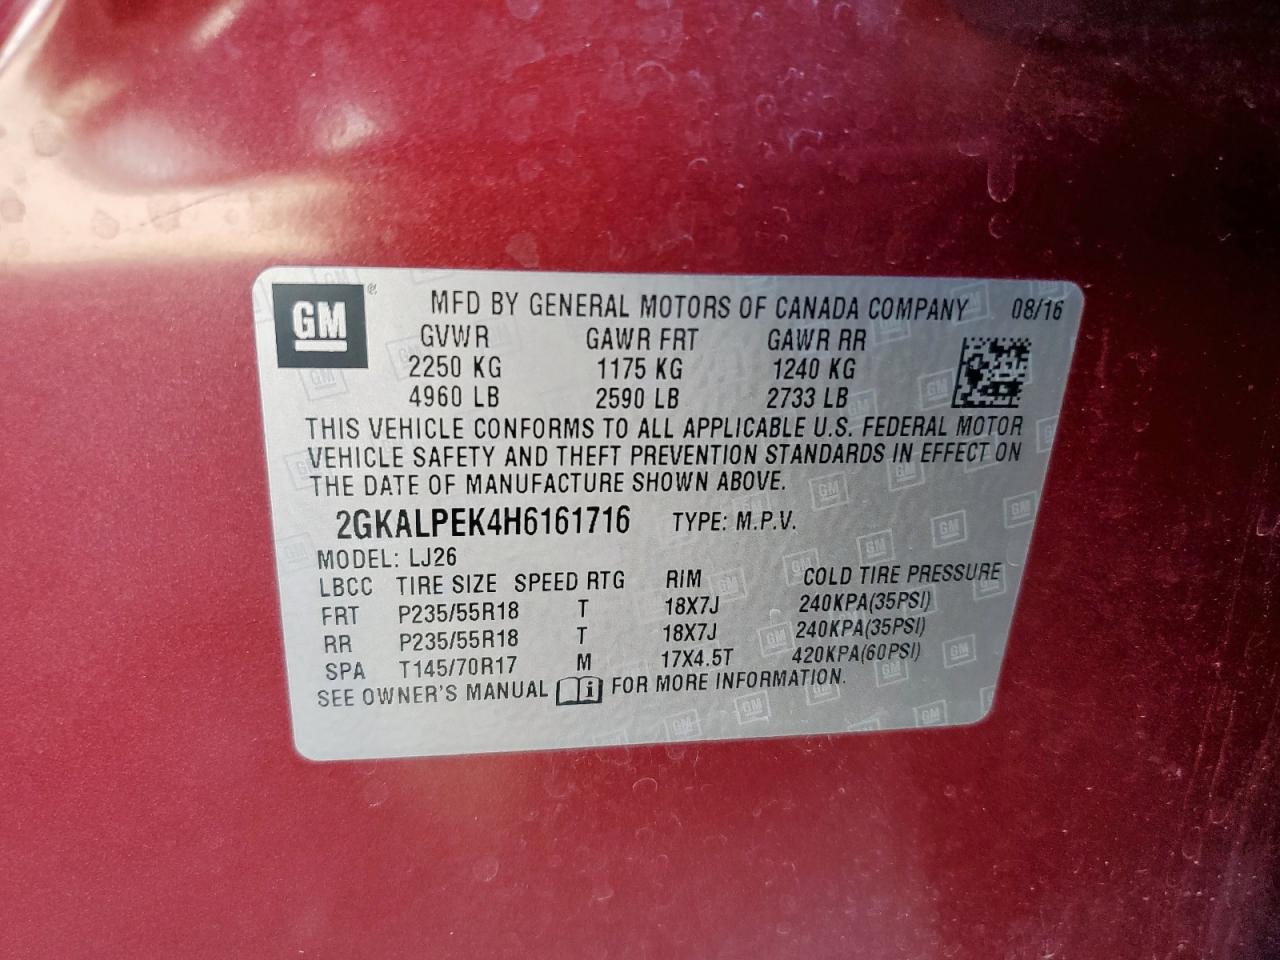 GM ® MFD BY GENERAL MOTORS OF CANADA COMPANY 08/16
GVWR GAWR FRT GAWR RR
2250 KG 1175 KG 1240 KG
4960 LB 2590 LB 2733 LB
THIS VEHICLE CONFORMS TO ALL APPLICABLE U.S. FEDERAL MOTOR
VEHICLE SAFETY AND THEFT PREVENTION STANDARDS IN EFFECT ON
THE DATE OF MANUFACTURE SHOWN ABOVE.
2GKALPEK4H6161716 TYPE: M.P.V.
MODEL: LJ26
LBCC TIRE SIZE SPEED RTG RIM COLD TIRE PRESSURE
FRT P235/55R18 T 18X7J 240KPA(35PSI)
RR P235/55R18 T 18X7J 240KPA(35PSI)
SPA T145/70R17 M 17X4.5T 420KPA(60PSI)
SEE OWNER'S MANUAL i FOR MORE INFORMATION.